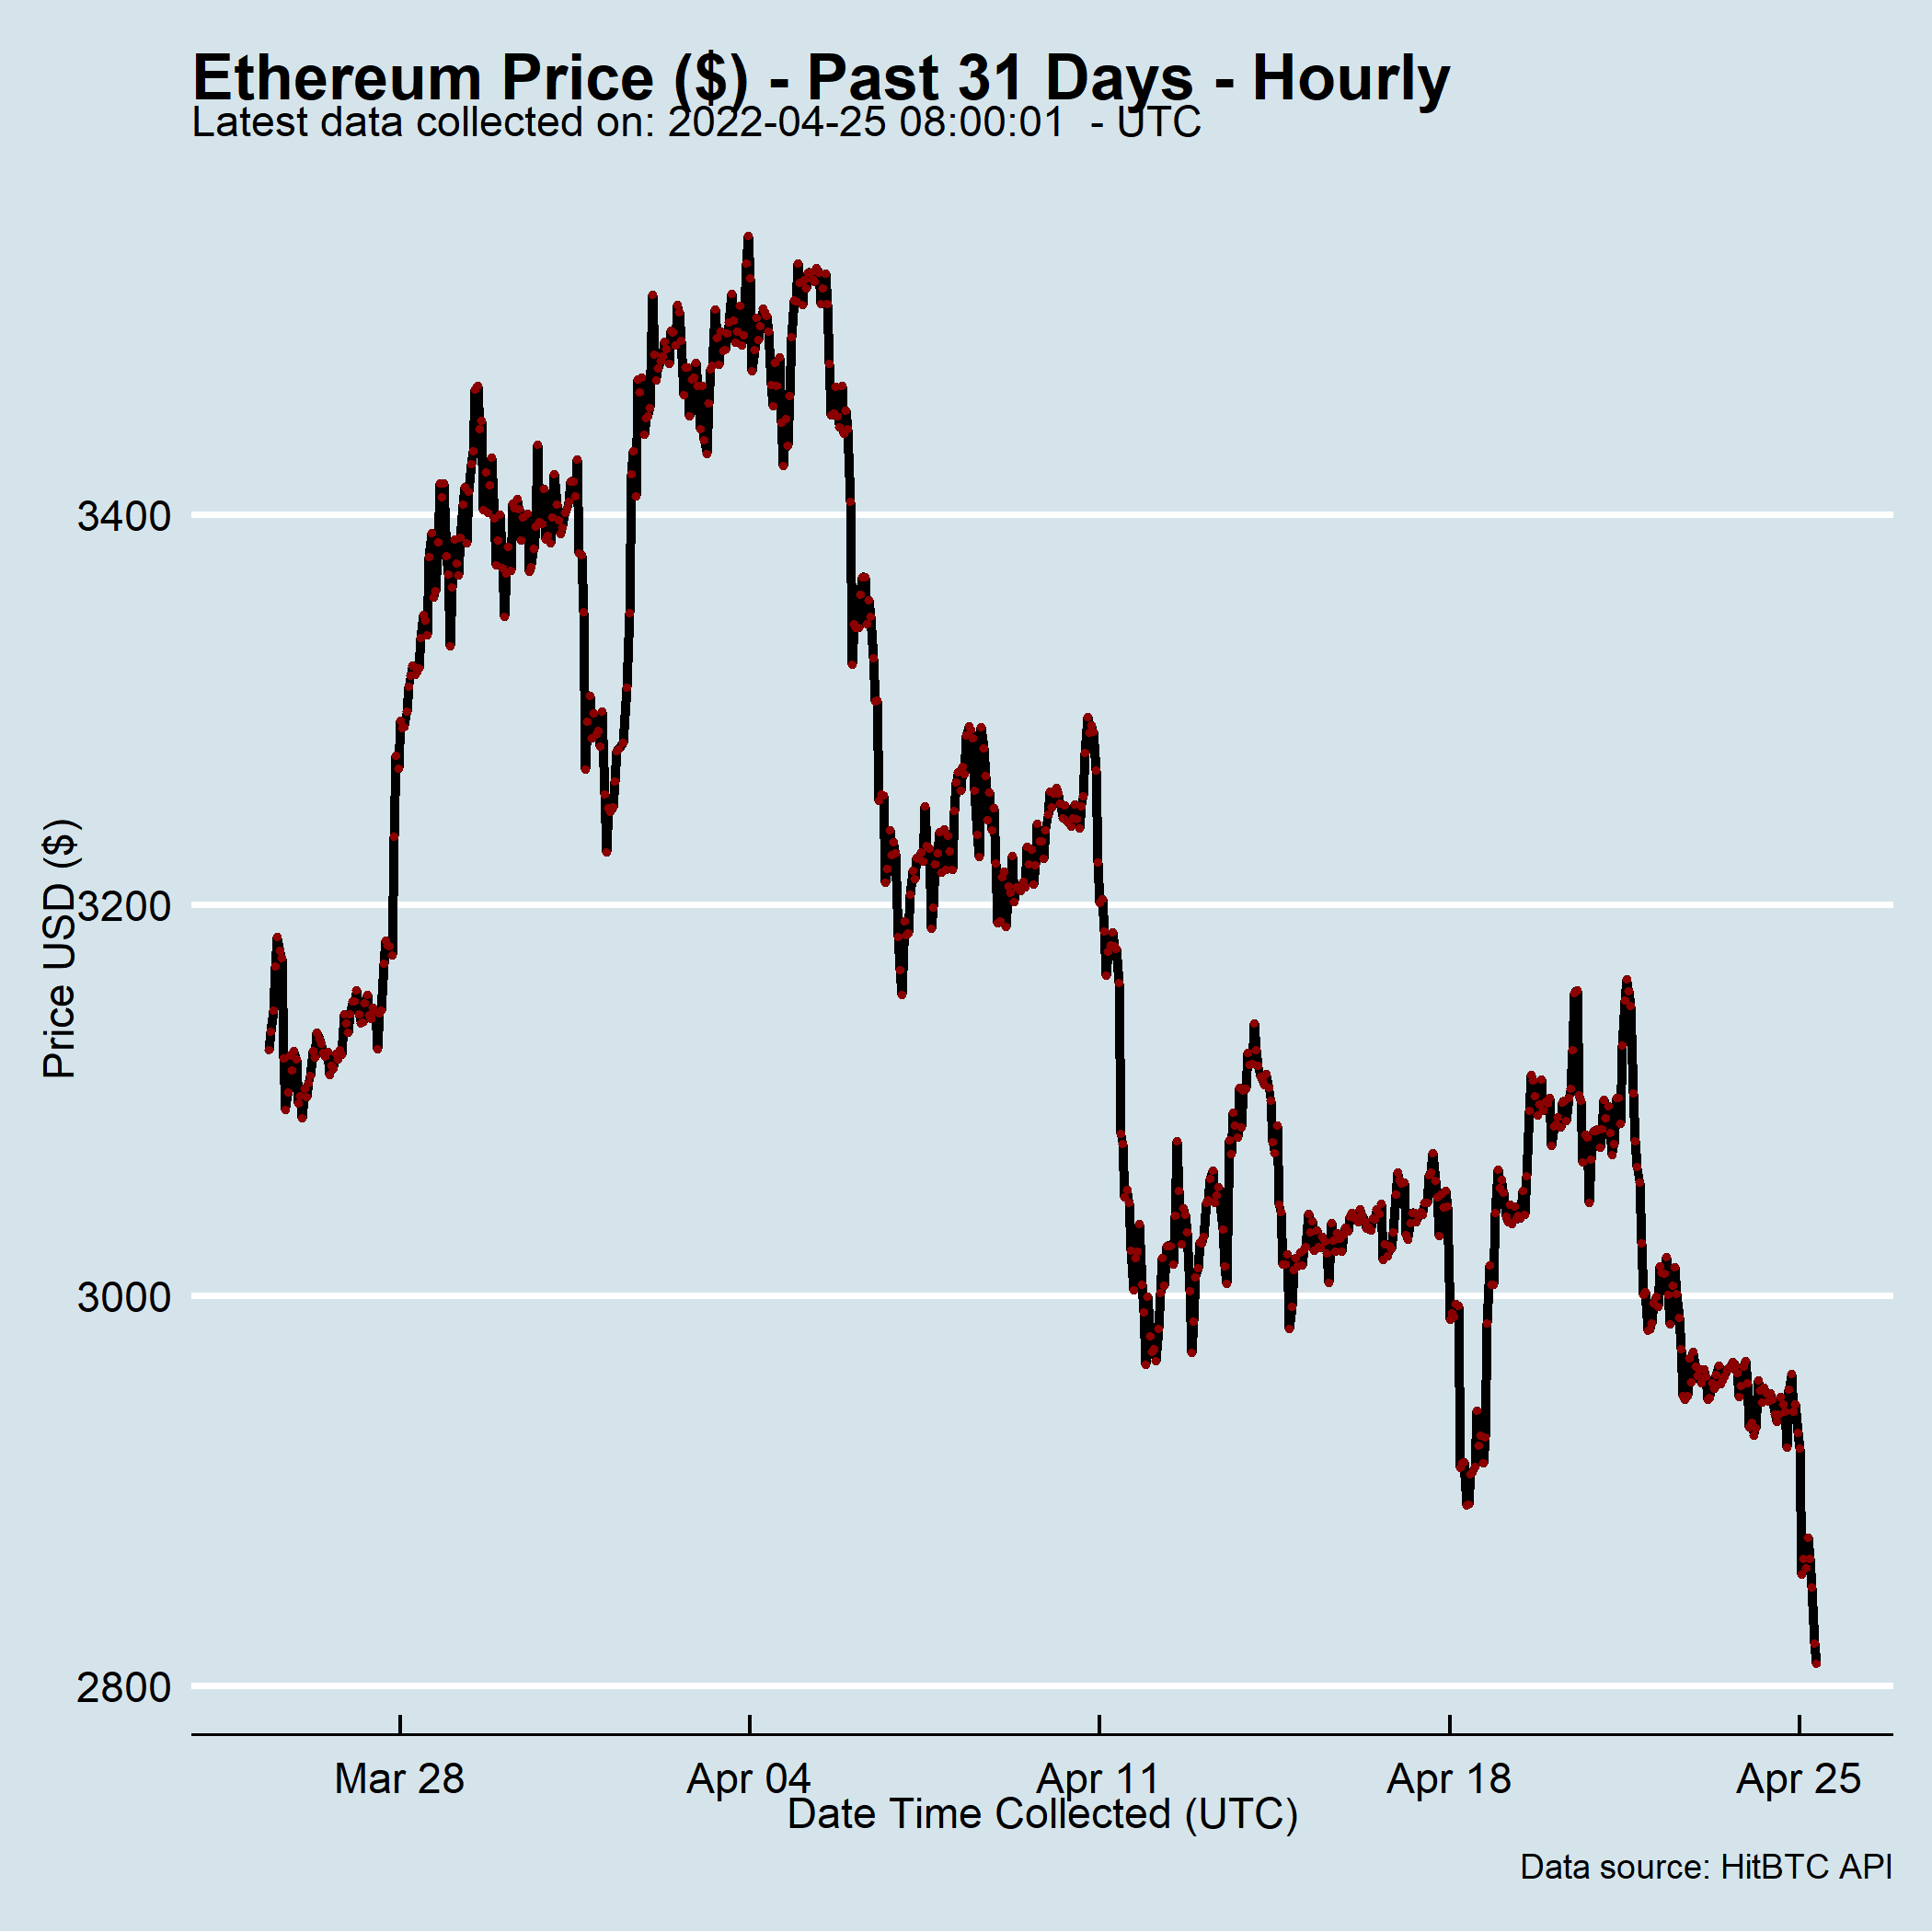 Ethereum Price ($) - Past 31 Days - Hourly
Latest data collected on: 2022-04-25 08:00:01  - UTC
Price USD ($)
3400
3200
3000
2800
Mar 28
Apr 04
Apr 11
Apr 18
Apr 25
Date Time Collected (UTC)
Data source: HitBTC API